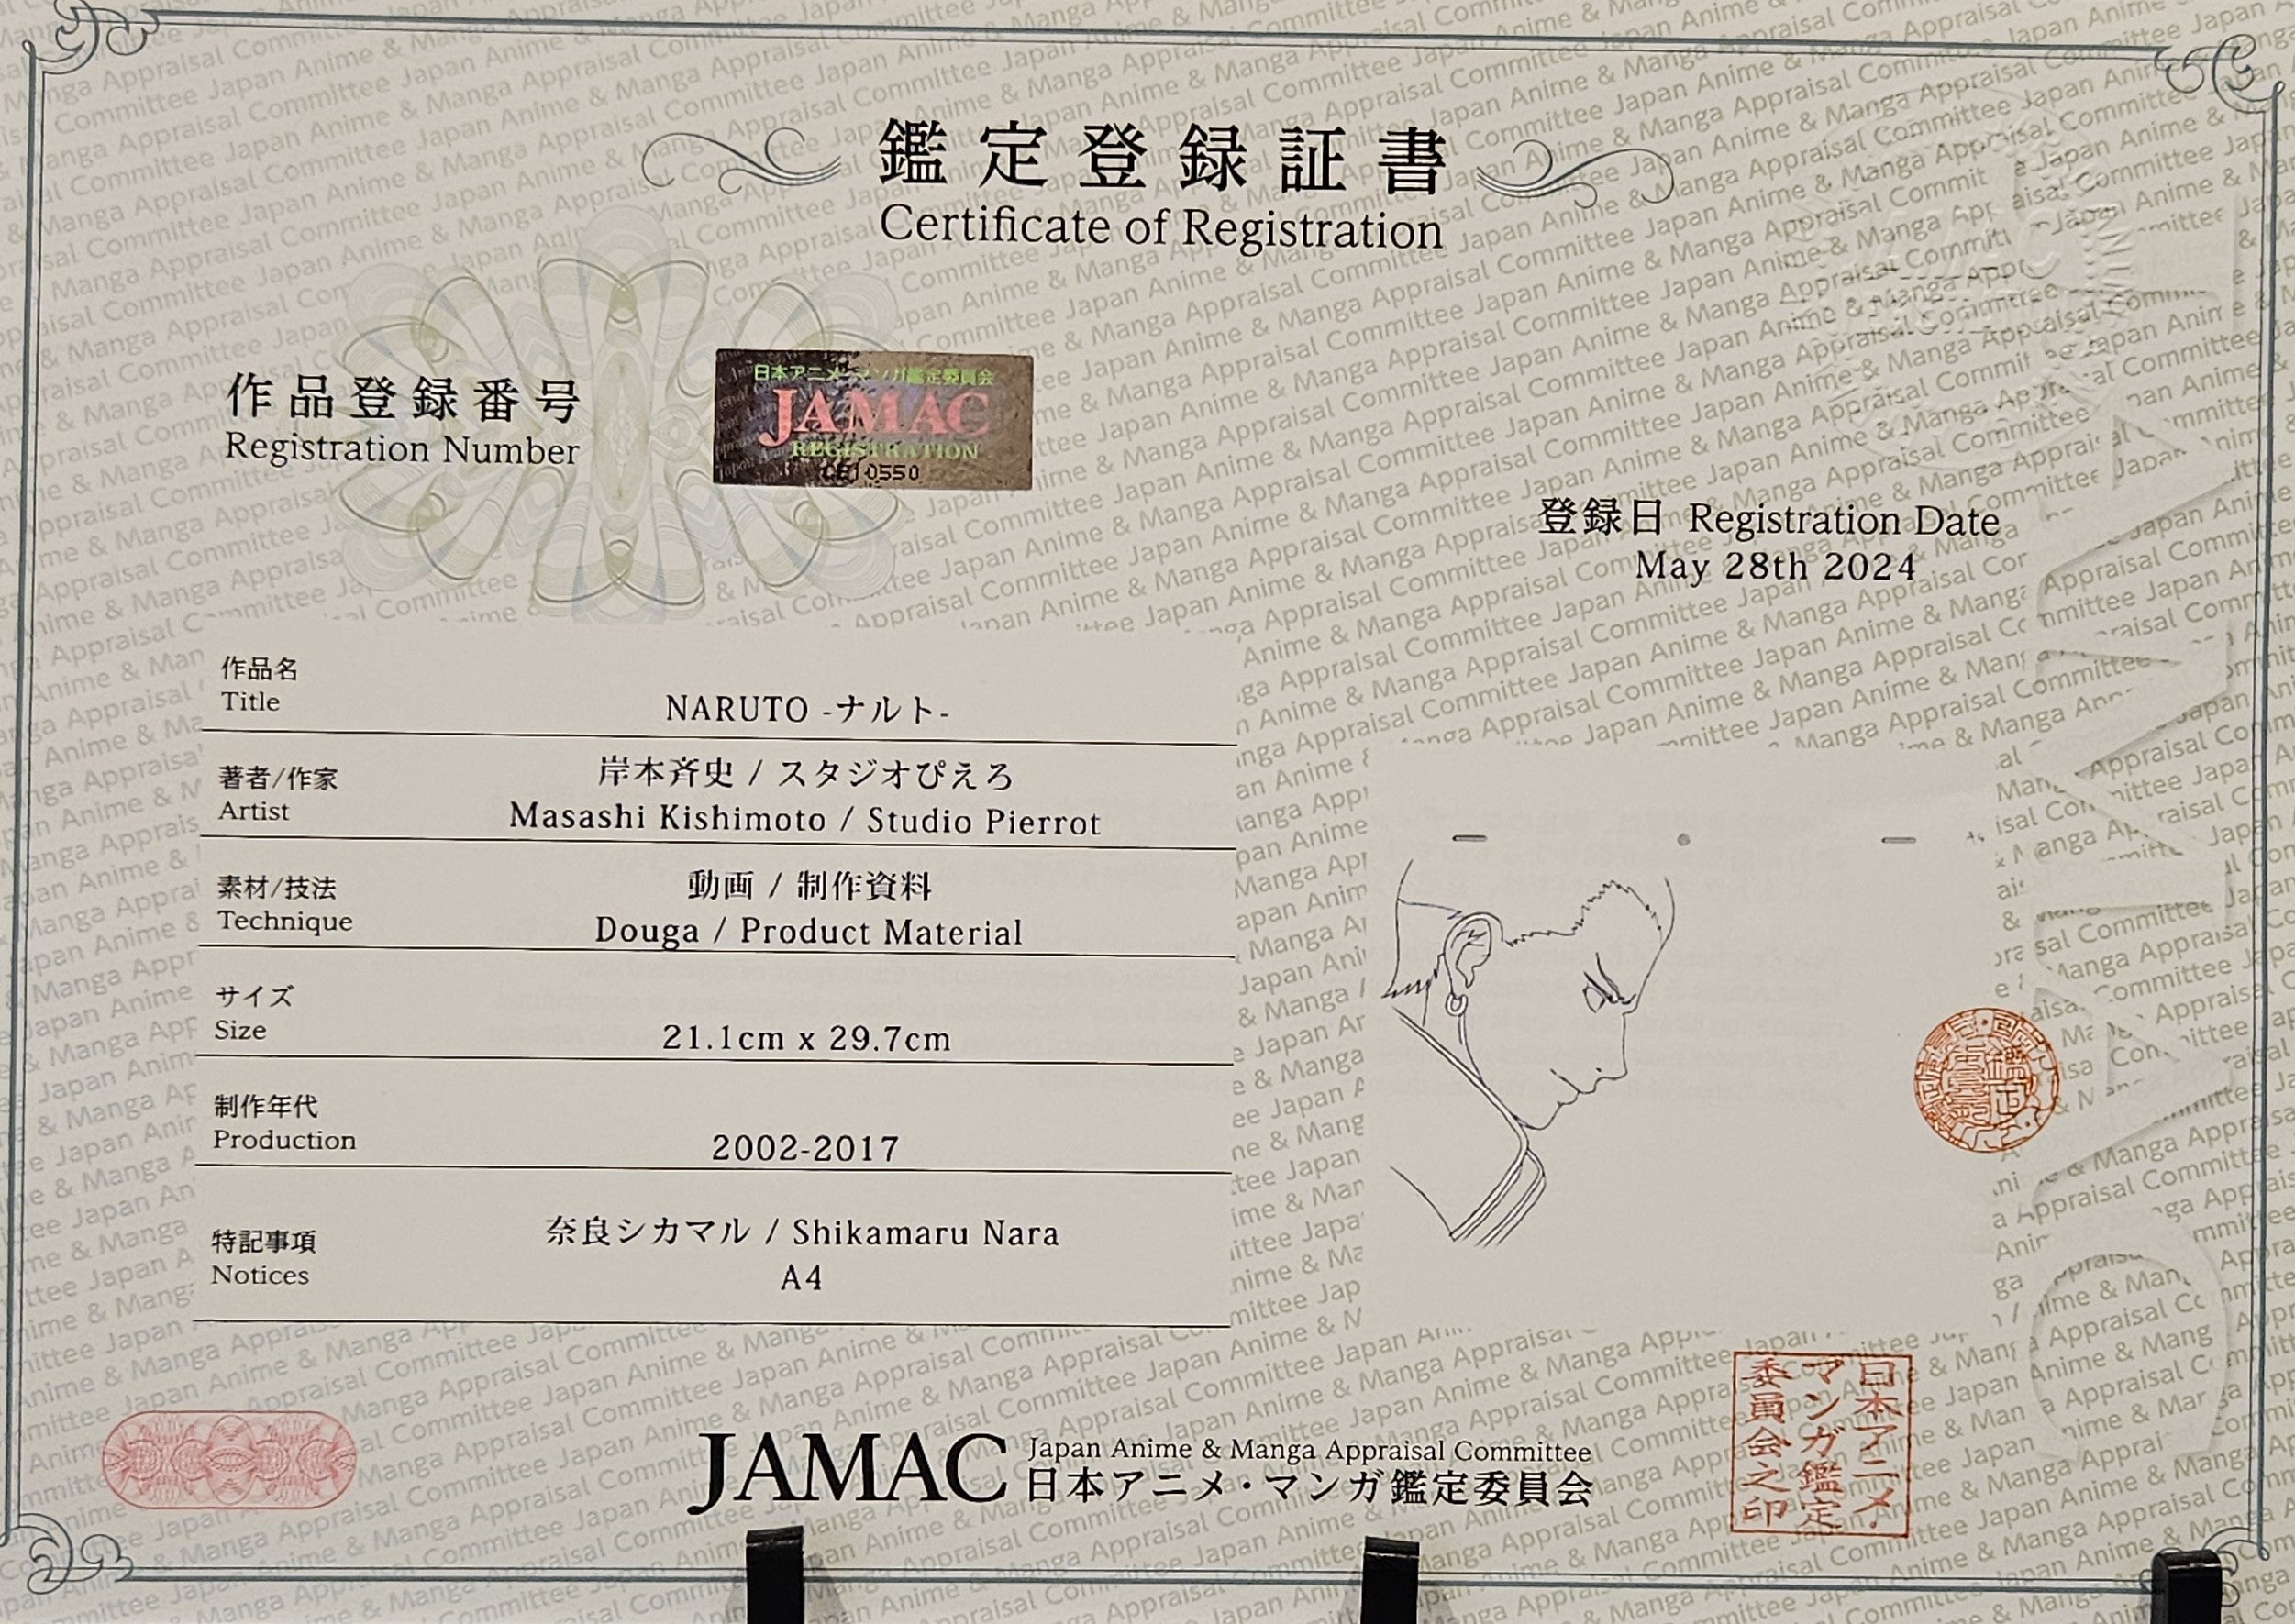 鑑定登録証書
Certificate of Registration
作品登録番号
Registration Number
日本アニメ・マンガ鑑定委員会
JAMAC
REGISTRATION
登録日 Registration Date
May 28th 2024
作品名
Title
NARUTO -ナルト-
著者/作家
Artist
岸本斉史 / スタジオぴえろ
Masashi Kishimoto / Studio Pierrot
素材/技法
Technique
動画 / 制作資料
Douga / Product Material
サイズ
Size
21.1cm x 29.7cm
制作年代
Production
2002-2017
特記事項
Notices
奈良シカマル / Shikamaru Nara
A4
JAMAC
Japan Anime & Manga Appraisal Committee
日本アニメ・マンガ鑑定委員会
日本アニメ・
マンガ鑑定
委員会之印